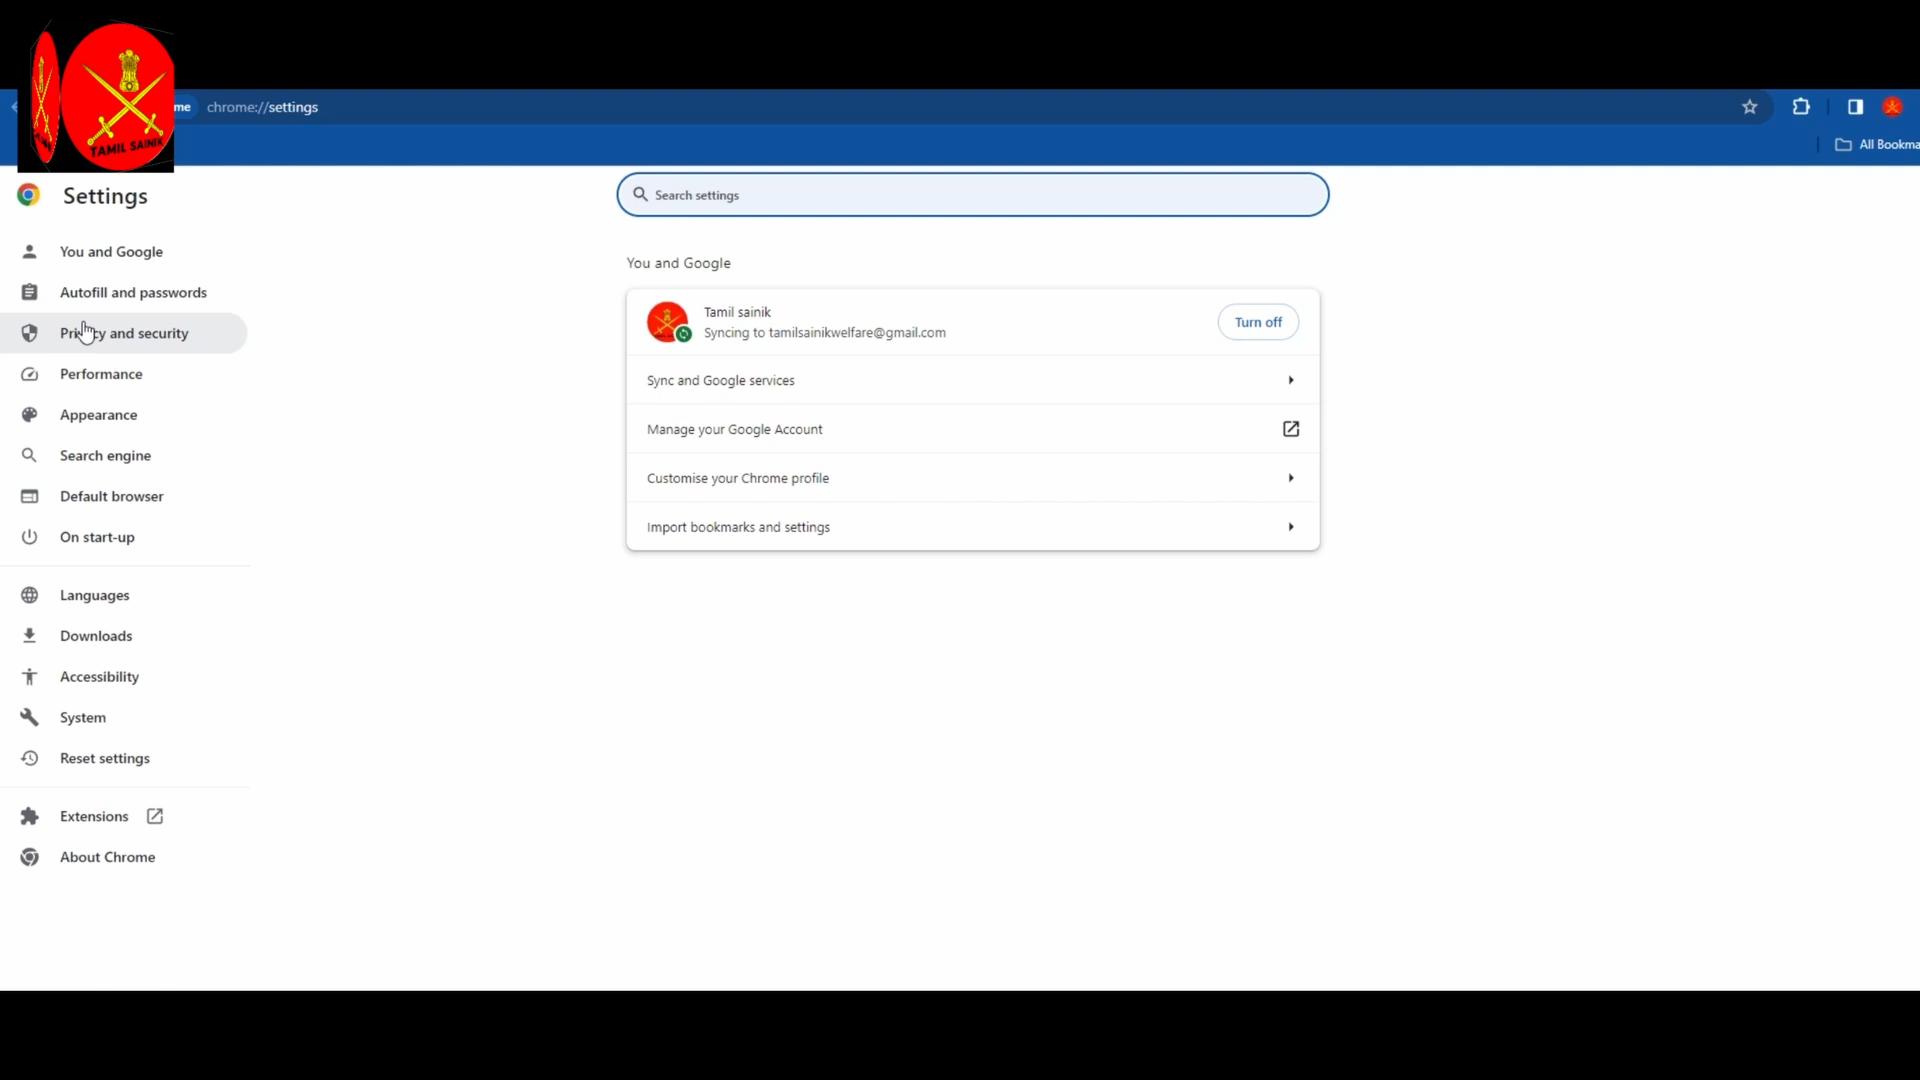 TAMIL SAINIK
me
chrome://settings
All Bookma
Settings
Search settings
You and Google
Autofill and passwords
Privacy and security
Performance
Appearance
Search engine
Default browser
On start-up
Languages
Downloads
Accessibility
System
Reset settings
Extensions
About Chrome
You and Google
Tamil sainik
Syncing to tamilsainikwelfare@gmail.com
Turn off
Sync and Google services
Manage your Google Account
Customise your Chrome profile
Import bookmarks and settings